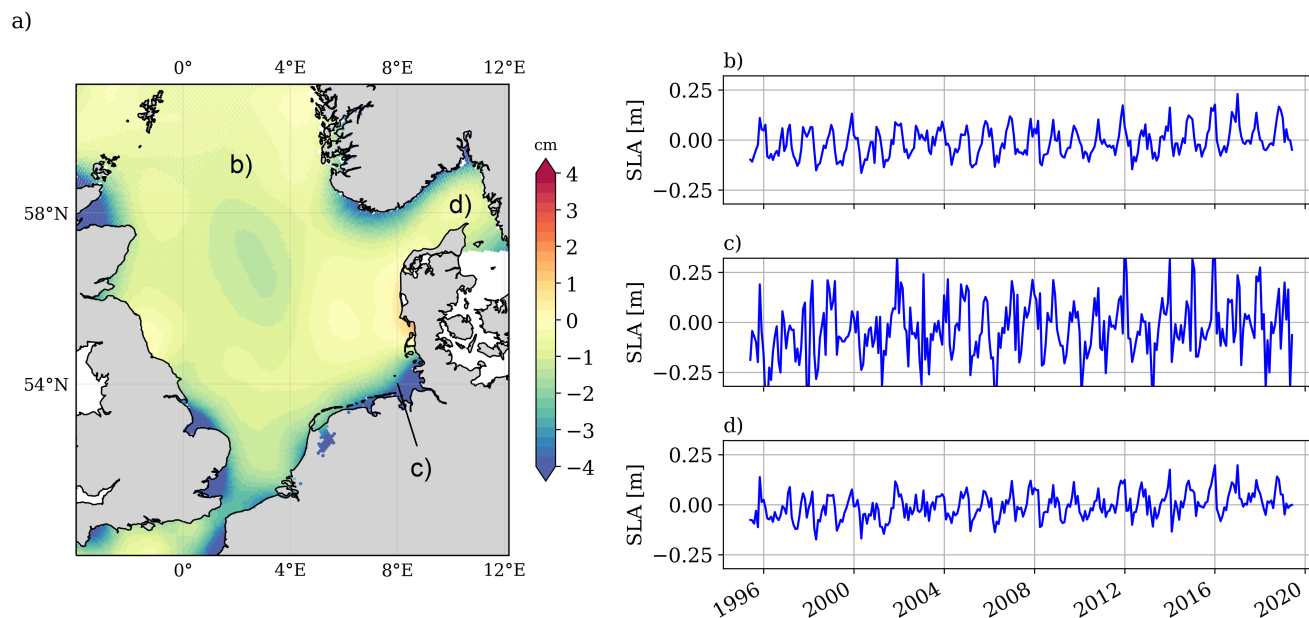 a)
0° 4°E 8°E 12°E
58°N
54°N
b)
d)
c)
0° 4°E 8°E 12°E
cm
4
3
2
1
0
−1
−2
−3
−4
b)
SLA [m]
0.25
0.00
−0.25
c)
SLA [m]
0.25
0.00
−0.25
d)
SLA [m]
0.25
0.00
−0.25
1996 2000 2004 2008 2012 2016 2020